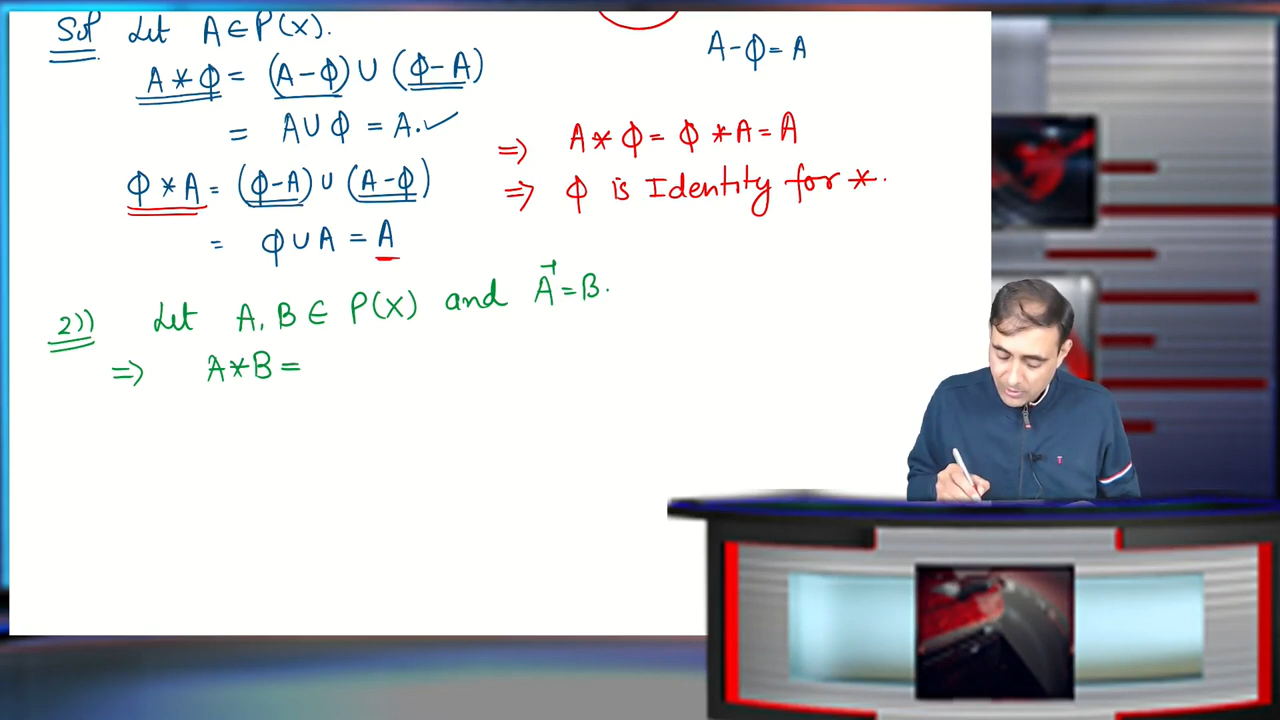 Sol Let A ∈ P(X).
A * ϕ = (A - ϕ) ∪ (ϕ - A)
= A ∪ ϕ = A. ✓
ϕ * A = (ϕ - A) ∪ (A - ϕ)
= ϕ ∪ A = A
A - ϕ = A
⇒ A * ϕ = ϕ * A = A
⇒ ϕ is Identity for *.
2)) Let A, B ∈ P(X) and A⁻¹ = B.
⇒ A * B =